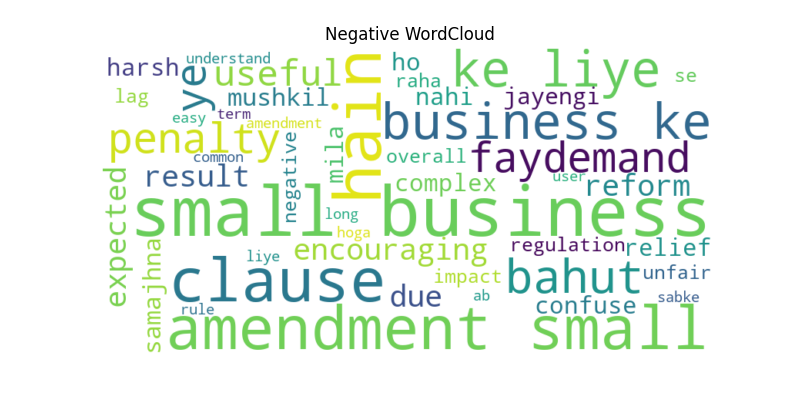 Negative WordCloud
harsh
understand
useful
ye
hain
ho
ke liye
se
lag
raha
mushkil
nahi
jayengi
easy
term
amendment
business ke
penalty
common
negative
mila
overall
faydemand
result
complex
user
reform
expected
small business
long
hoga
samajhna
liye
encouraging
regulation
relief
clause
due
impact
bahut
unfair
ab
confuse
sabke
rule
amendment small